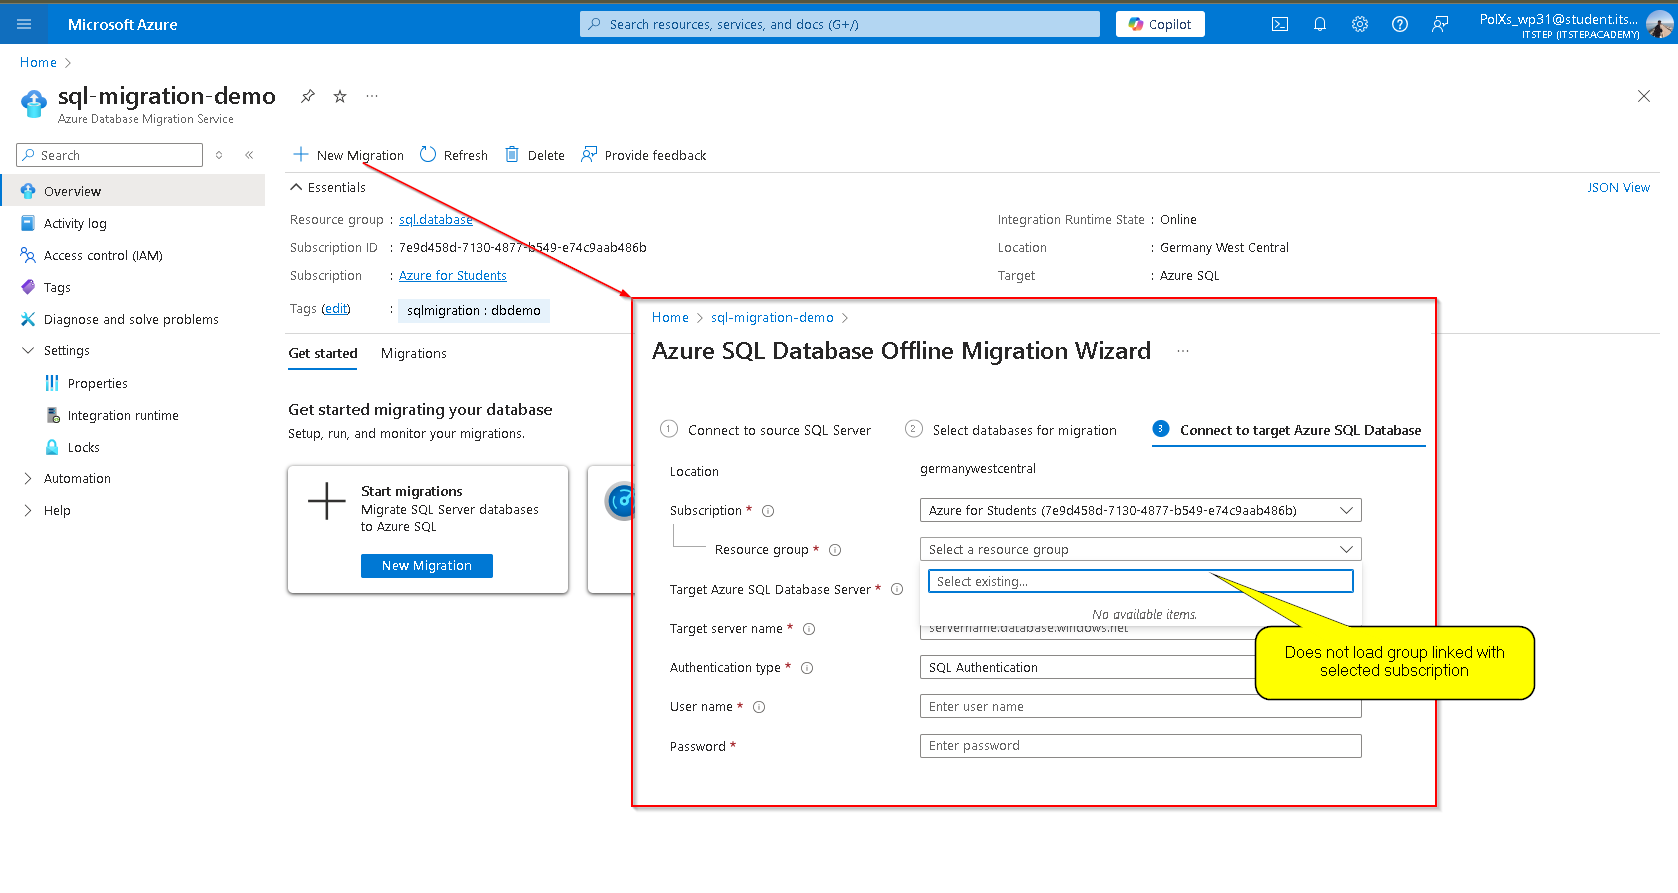 Microsoft Azure
Search resources, services, and docs (G+/)
Copilot
PolXs_wp31@student.its...
ITSTEP (ITSTEP.ACADEMY)
Home
sql-migration-demo
Azure Database Migration Service
Search
New Migration
Refresh
Delete
Provide feedback
Overview
Activity log
Access control (IAM)
Tags
Diagnose and solve problems
Settings
Properties
Integration runtime
Locks
Automation
Help
Essentials
JSON View
Resource group : sql.database
Subscription ID : 7e9d458d-7130-4877-b549-e74c9aab486b
Subscription : Azure for Students
Tags (edit) : sqlmigration : dbdemo
Integration Runtime State : Online
Location : Germany West Central
Target : Azure SQL
Get started
Migrations
Get started migrating your database
Setup, run, and monitor your migrations.
Start migrations
Migrate SQL Server databases
to Azure SQL
New Migration
Home > sql-migration-demo >
Azure SQL Database Offline Migration Wizard ...
1 Connect to source SQL Server
2 Select databases for migration
3 Connect to target Azure SQL Database
Location
germanywestcentral
Subscription *
Azure for Students (7e9d458d-7130-4877-b549-e74c9aab486b)
Resource group *
Select a resource group
Select existing...
No available items.
Target Azure SQL Database Server *
Target server name *
servername.database.windows.net
Authentication type *
SQL Authentication
User name *
Enter user name
Password *
Enter password
Does not load group linked with
selected subscription